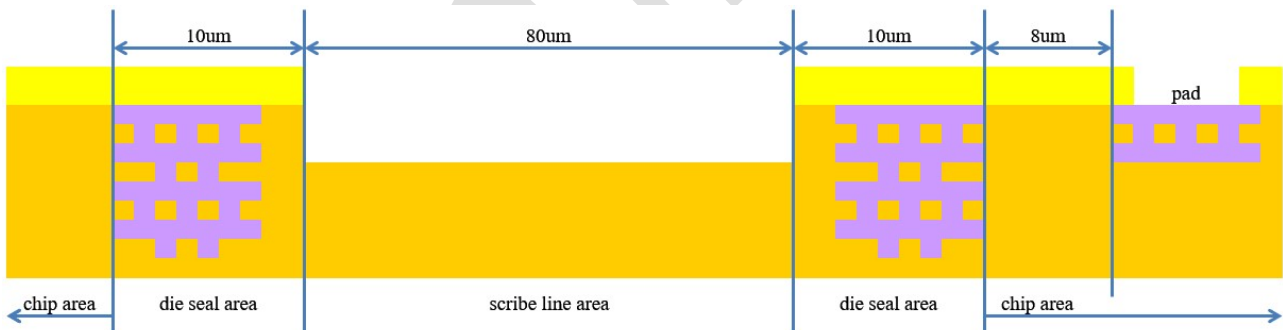 10um 80um 10um 8um
pad
chip area die seal area scribe line area die seal area chip area